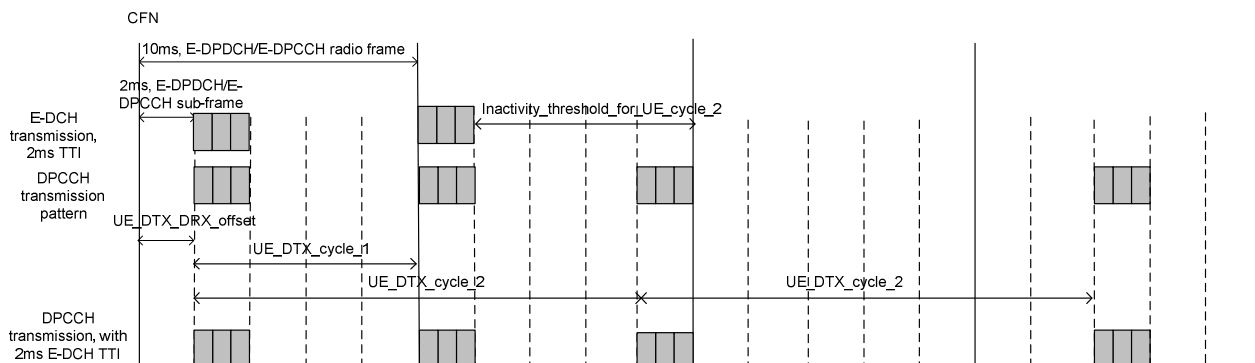 CFN
10ms, E-DPDCH/E-DPCCH radio frame
2ms, E-DPDCH/E-
DPCCH sub-frame
E-DCH
transmission,
2ms TTI
Inactivity_threshold_for_UE_cycle_2
DPCCH
transmission
pattern
UE_DTX_DRX_offset
UE_DTX_cycle_1
UE_DTX_cycle_2
UE_DTX_cycle_2
DPCCH
transmission, with
2ms E-DCH TTI